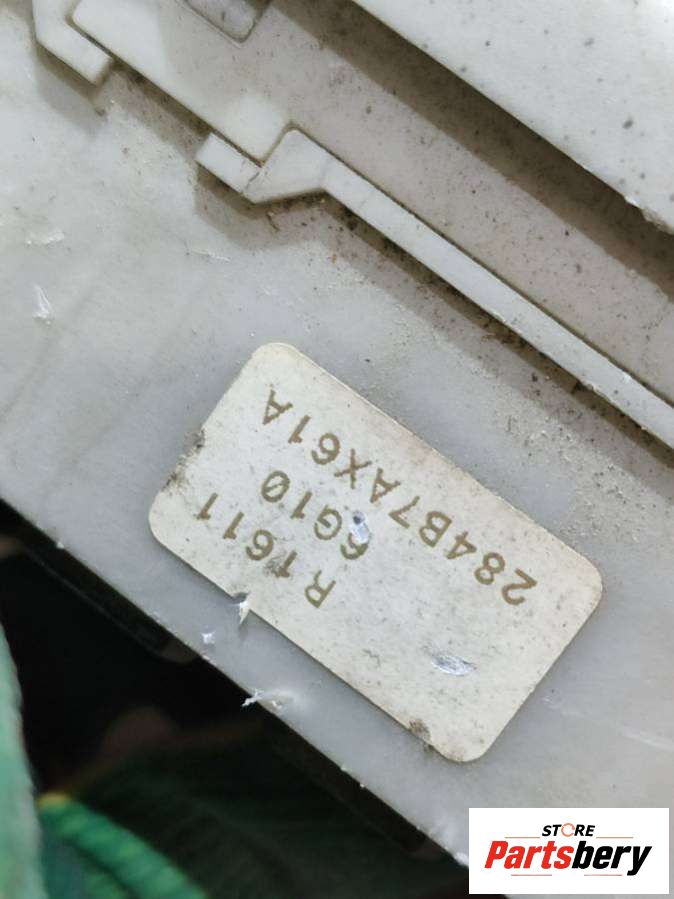 R1611
6G10
284B7AX61A
STORE
Partsbery